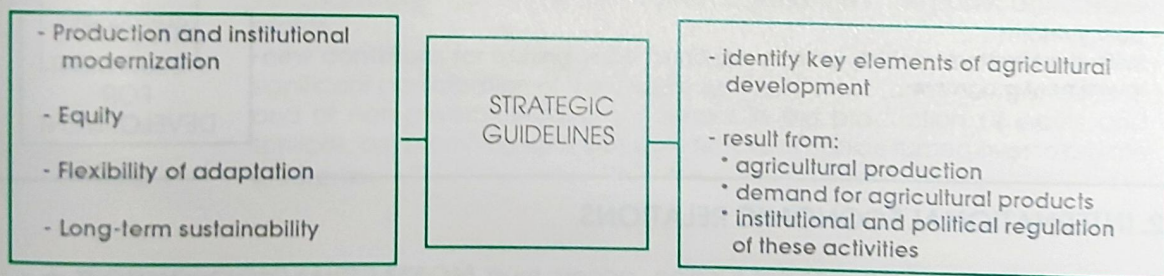 - Production and institutional
modernization
- Equity
- Flexibility of adaptation
- Long-term sustainability
STRATEGIC
GUIDELINES
- identify key elements of agricultural
development
- result from:
* agricultural production
* demand for agricultural products
* institutional and political regulation
of these activities